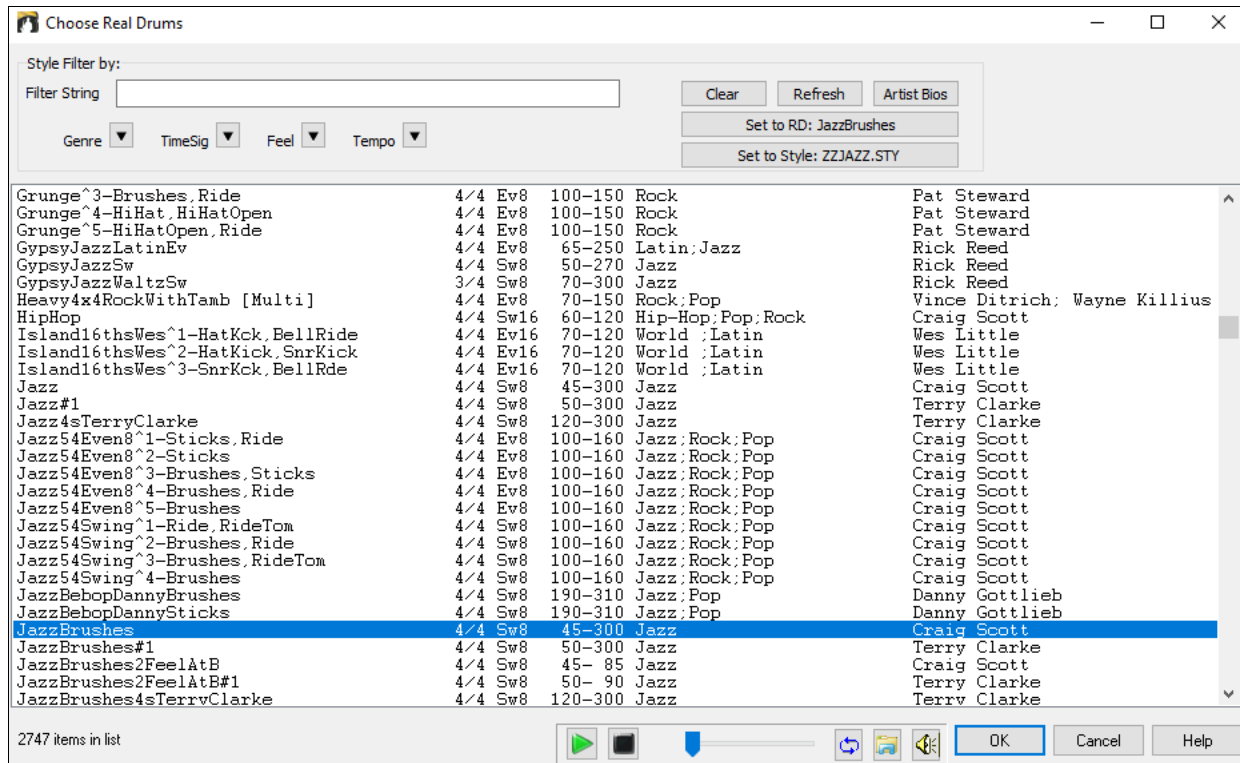 Choose Real Drums
Style Filter by:
Filter String
Clear Refresh Artist Bios
Set to RD: JazzBrushes
Genre TimeSig Feel Tempo
Set to Style: ZZJAZZ.STY
Grunge^3-Brushes,Ride 4/4 Ev8 100-150 Rock Pat Steward
Grunge^4-HiHat,HiHatOpen 4/4 Ev8 100-150 Rock Pat Steward
Grunge^5-HiHatOpen,Ride 4/4 Ev8 100-150 Rock Pat Steward
GypsyJazzLatinEv 4/4 Ev8 65-250 Latin;Jazz Rick Reed
GypsyJazzSw 4/4 Sw8 50-270 Jazz Rick Reed
GypsyJazzWaltzSw 3/4 Sw8 70-300 Jazz Rick Reed
Heavy4x4RockWithTamb [Multi] 4/4 Ev8 70-150 Rock;Pop Vince Ditrich; Wayne Killius
HipHop 4/4 Sw16 60-120 Hip-Hop;Pop;Rock Craig Scott
Island16thsWes^1-HatKck,BellRide 4/4 Ev16 70-120 World ;Latin Wes Little
Island16thsWes^2-HatKick,SnrKick 4/4 Ev16 70-120 World ;Latin Wes Little
Island16thsWes^3-SnrKck,BellRde 4/4 Ev16 70-120 World ;Latin Wes Little
Jazz 4/4 Sw8 45-300 Jazz Craig Scott
Jazz#1 4/4 Sw8 50-300 Jazz Terry Clarke
Jazz4sTerryClarke 4/4 Sw8 120-300 Jazz Terry Clarke
Jazz54Even8^1-Sticks,Ride 4/4 Ev8 100-160 Jazz;Rock;Pop Craig Scott
Jazz54Even8^2-Sticks 4/4 Ev8 100-160 Jazz;Rock;Pop Craig Scott
Jazz54Even8^3-Brushes,Sticks 4/4 Ev8 100-160 Jazz;Rock;Pop Craig Scott
Jazz54Even8^4-Brushes,Ride 4/4 Ev8 100-160 Jazz;Rock;Pop Craig Scott
Jazz54Even8^5-Brushes 4/4 Ev8 100-160 Jazz;Rock;Pop Craig Scott
Jazz54Swing^1-Ride,RideTom 4/4 Sw8 100-160 Jazz;Rock;Pop Craig Scott
Jazz54Swing^2-Brushes,Ride 4/4 Sw8 100-160 Jazz;Rock;Pop Craig Scott
Jazz54Swing^3-Brushes,RideTom 4/4 Sw8 100-160 Jazz;Rock;Pop Craig Scott
Jazz54Swing^4-Brushes 4/4 Sw8 100-160 Jazz;Rock;Pop Craig Scott
JazzBebopDannyBrushes 4/4 Sw8 190-310 Jazz;Pop Danny Gottlieb
JazzBebopDannySticks 4/4 Sw8 190-310 Jazz;Pop Danny Gottlieb
JazzBrushes 4/4 Sw8 45-300 Jazz Craig Scott
JazzBrushes#1 4/4 Sw8 50-300 Jazz Terry Clarke
JazzBrushes2FeelAtB 4/4 Sw8 45- 85 Jazz Craig Scott
JazzBrushes2FeelAtB#1 4/4 Sw8 50- 90 Jazz Terry Clarke
JazzBrushes4sTerryClarke 4/4 Sw8 120-300 Jazz Terry Clarke
2747 items in list
OK Cancel Help